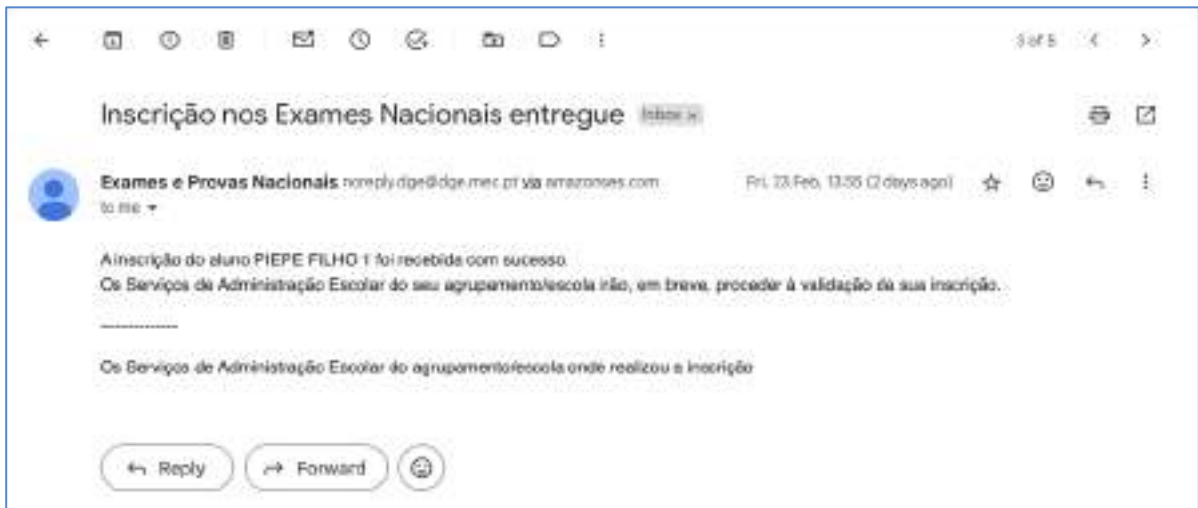 3 of 5
Inscrição nos Exames Nacionais entregue Inbox x
Exames e Provas Nacionais noreply.dge@dge.mec.pt via amazonses.com Fri, 23 Feb, 13:55 (2 days ago)
to me
A inscrição do aluno PIEPE FILHO 1 foi recebida com sucesso
Os Serviços de Administração Escolar do seu agrupamento/escola irão, em breve, proceder à validação da sua inscrição.
---------------
Os Serviços de Administração Escolar do agrupamento/escola onde realizou a inscrição
Reply Forward